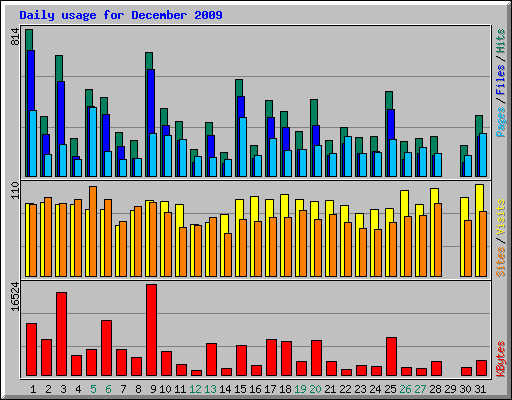 Daily usage for December 2009
814
Pages / Files / Hits
110
Sites / Visits
16524
KBytes
1 2 3 4 5 6 7 8 9 10 11 12 13 14 15 16 17 18 19 20 21 22 23 24 25 26 27 28 29 30 31